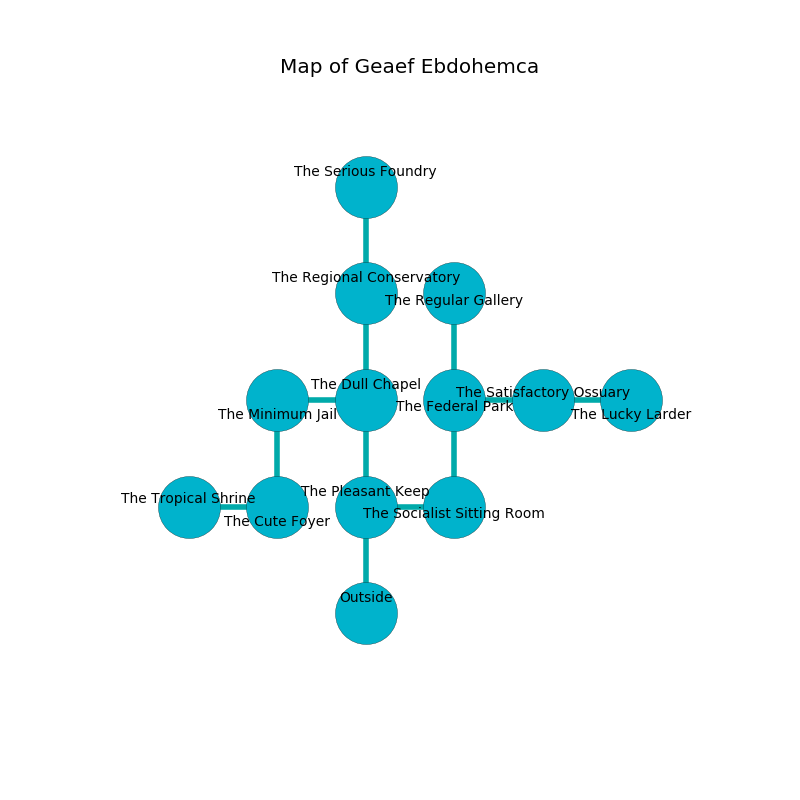 Map of Geaef Ebdohemca
The Serious Foundry
The Regional Conservatory
The Regular Gallery
The Dull Chapel
The Satisfactory Ossuary
The Federal Park
The Minimum Jail
The Lucky Larder
The Pleasant Keep
The Tropical Shrine
The Socialist Sitting Room
The Cute Foyer
Outside